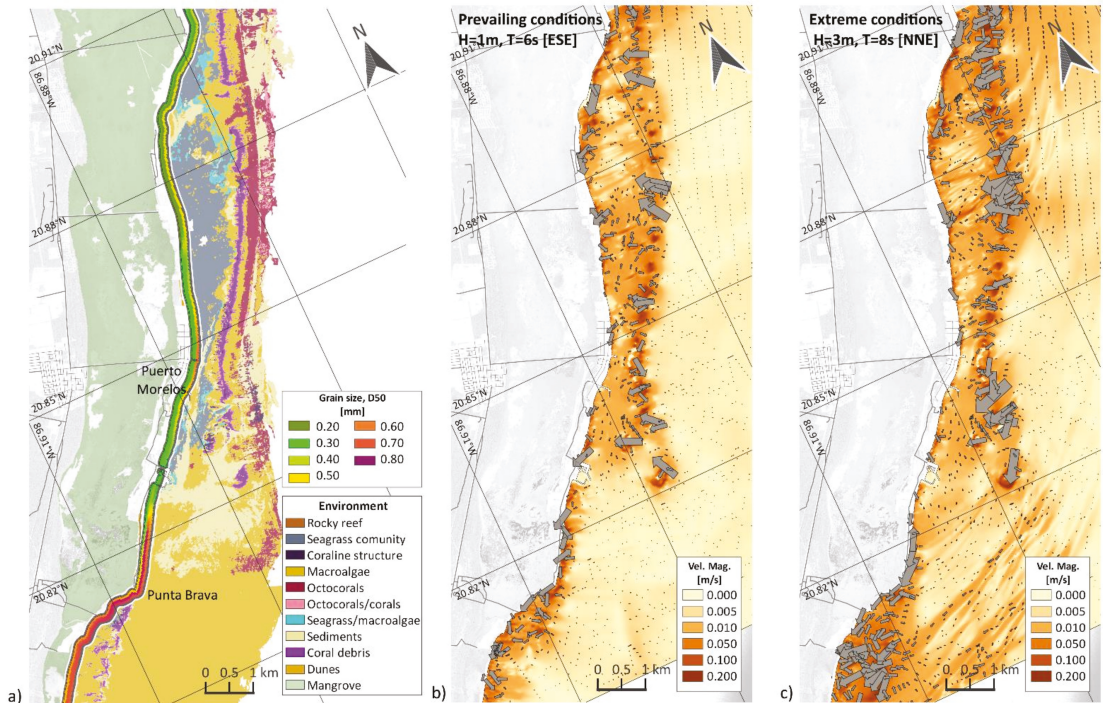 20.91°N
86.88°W
20.88°N
20.85°N
86.91°W
20.82°N
N
Puerto
Morelos
Punta Brava
Grain size, D50
[mm]
0.20
0.30
0.40
0.50
0.60
0.70
0.80
Environment
Rocky reef
Seagrass comunity
Coraline structure
Macroalgae
Octocorals
Octocorals/corals
Seagrass/macroalgae
Sediments
Coral debris
Dunes
Mangrove
0 0.5 1 km
a)
Prevailing conditions
H=1m, T=6s [ESE]
N
20.91°N
86.88°W
20.88°N
20.85°N
86.91°W
20.82°N
Vel. Mag.
[m/s]
0.000
0.005
0.010
0.050
0.100
0.200
0 0.5 1 km
b)
Extreme conditions
H=3m, T=8s [NNE]
N
20.91°N
86.88°W
20.88°N
20.85°N
86.91°W
20.82°N
Vel. Mag.
[m/s]
0.000
0.005
0.010
0.050
0.100
0.200
0 0.5 1 km
c)